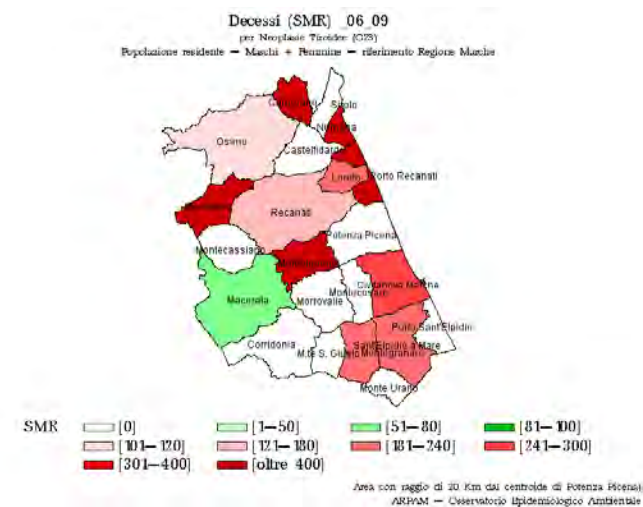 Decessi (SMR) _06_09
per Neoplasie Tiroidee (C73)
Popolazione residente — Maschi + Femmine — riferimento Regione Marche
Sirolo
Numana
Osimo
Castelfidardo
Loreto
Porto Recanati
Recanati
Potenza Picena
Montecassiano
Civitanova Marche
Montecosaro
Macerata
Morrovalle
Porto Sant'Elpidio
Corridonia
Sant'Elpidio a Mare
M.te S. Giusto
Montegranaro
Monte Urano
SMR [0] [1—50] [51—80] [81—100]
[101—120] [121—180] [181—240] [241—300]
[301—400] [oltre 400]
Area con raggio di 20 Km dal centroide di Potenza Picena)
ARPAM — Osservatorio Epidemiologico Ambientale